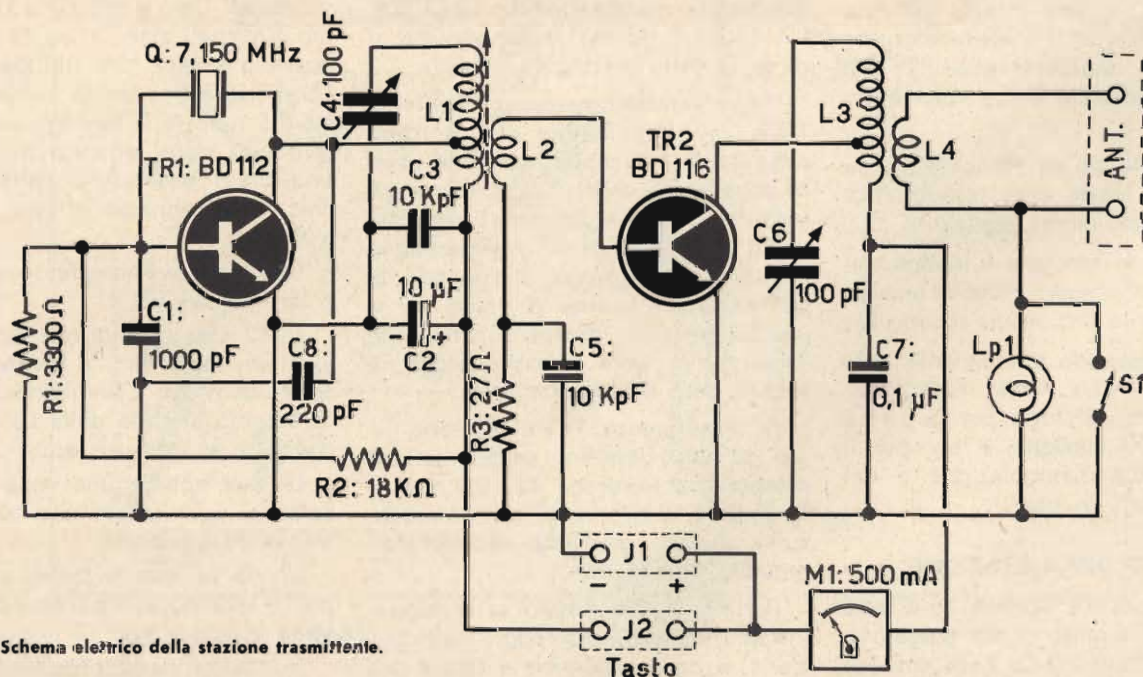 Q: 7,150 MHz
C4: 100 pF
L1
L2
L3
L4
ANT.
TR1: BD 112
C3
10 KpF
TR2
BD 116
C6
100 pF
10 µF
- +
C2
R1: 3300 Ω
C1:
1000 pF
C8:
220 pF
R3: 27 Ω
C5:
10 KpF
C7:
0,1 µF
Lp1
S1
R2: 18KΩ
J1
- +
M1: 500 mA
J2
Tasto
Schema elettrico della stazione trasmittente.